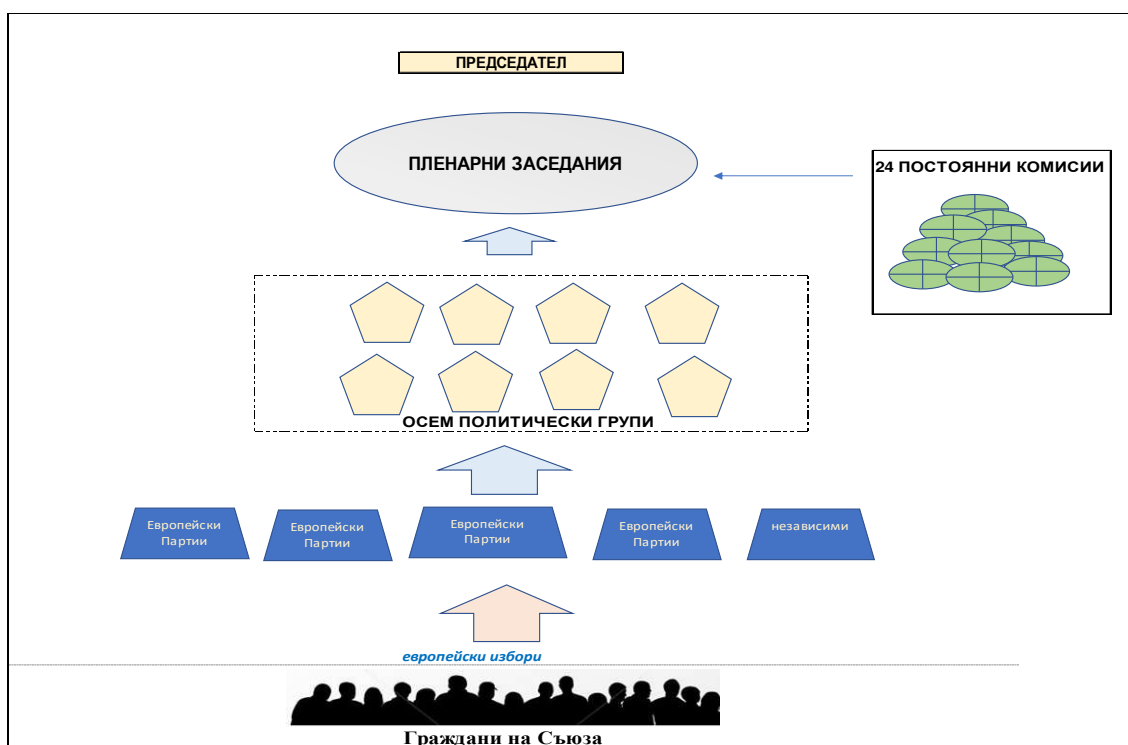 ПРЕДСЕДАТЕЛ
ПЛЕНАРНИ ЗАСЕДАНИЯ
24 ПОСТОЯННИ КОМИСИИ
ОСЕМ ПОЛИТИЧЕСКИ ГРУПИ
Европейски
Партии
Европейски
Партии
Европейски
Партии
Европейски
Партии
независими
европейски избори
Граждани на Съюза